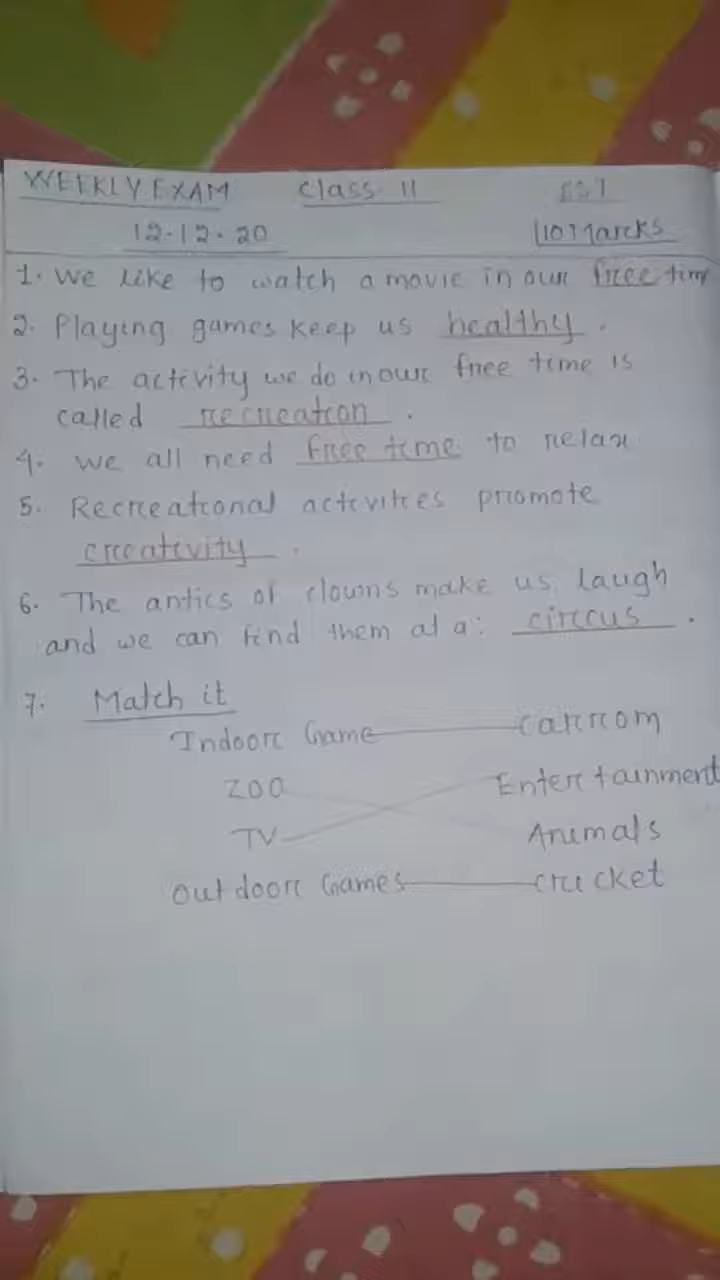 WEEKLY EXAM Class- II EST
12.12.20 10 Marks
1. We like to watch a movie in our free time
2. Playing games keep us healthy.
3. The activity we do in our free time is
called recreation.
4. We all need free time to relax
5. Recreational activities promote
creativity.
6. The antics of clowns make us laugh
and we can find them at a: circus.
7. Match it
Indoor Game Carrom
Zoo Entertainment
TV Animals
Outdoor Games cricket